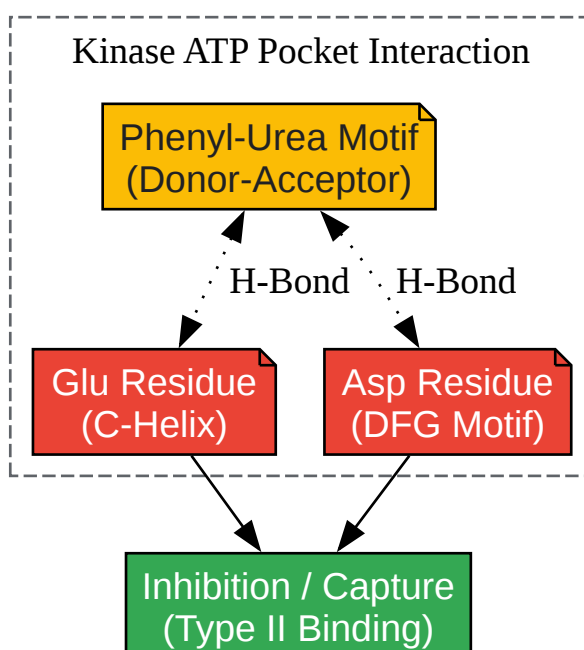 Kinase ATP Pocket Interaction
Phenyl-Urea Motif
(Donor-Acceptor)
H-Bond
H-Bond
Glu Residue
(C-Helix)
Asp Residue
(DFG Motif)
Inhibition / Capture
(Type II Binding)